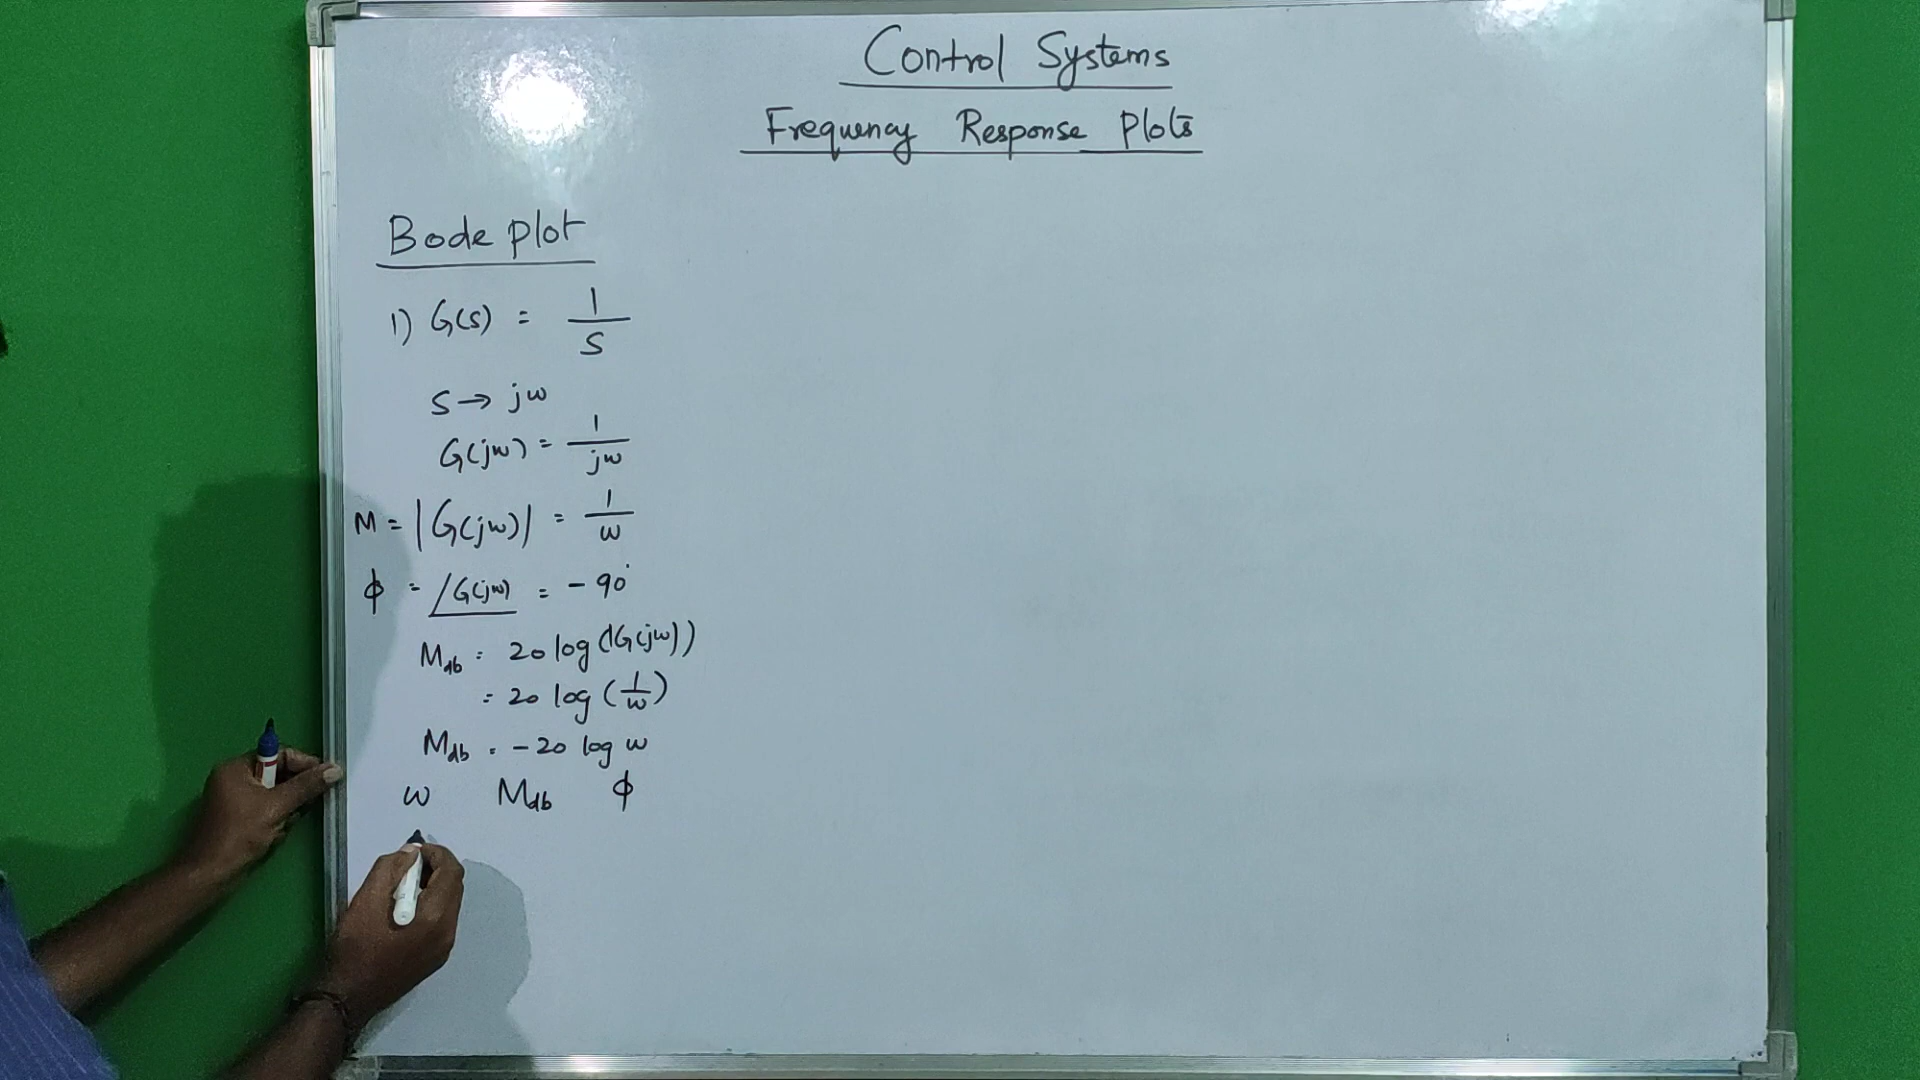 Control Systems
Frequency Response Plots
Bode plot
1) G(s) = 1/s
s → jω
G(jω) = 1/jω
M = |G(jω)| = 1/ω
ϕ = ∠G(jω) = -90°
Mdb = 20 log(|G(jω))
= 20 log (1/ω)
Mdb = -20 log ω
ω Mdb ϕ